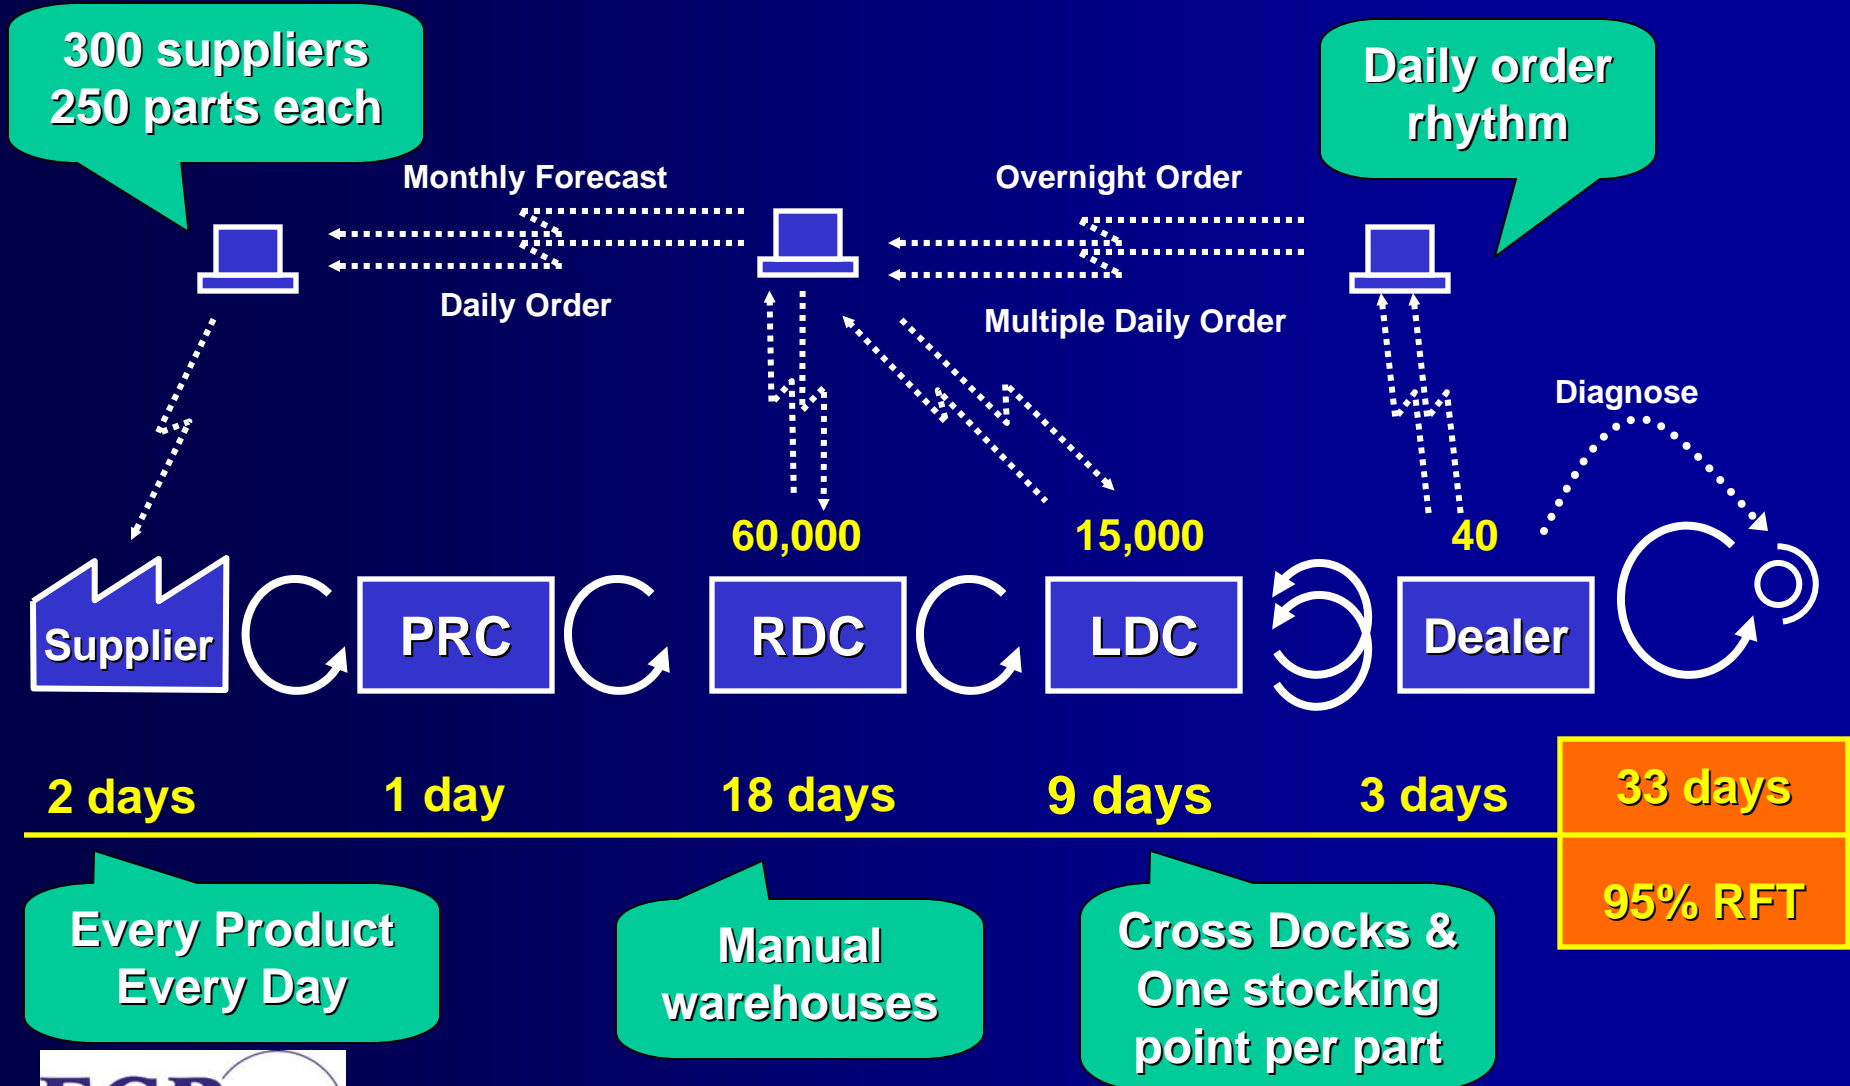 300 suppliers
250 parts each
Daily order
rhythm
Monthly Forecast
Overnight Order
Daily Order
Multiple Daily Order
Diagnose
60,000
15,000
40
Supplier
PRC
RDC
LDC
Dealer
2 days
1 day
18 days
9 days
3 days
33 days
95% RFT
Every Product
Every Day
Manual
warehouses
Cross Docks &
One stocking
point per part